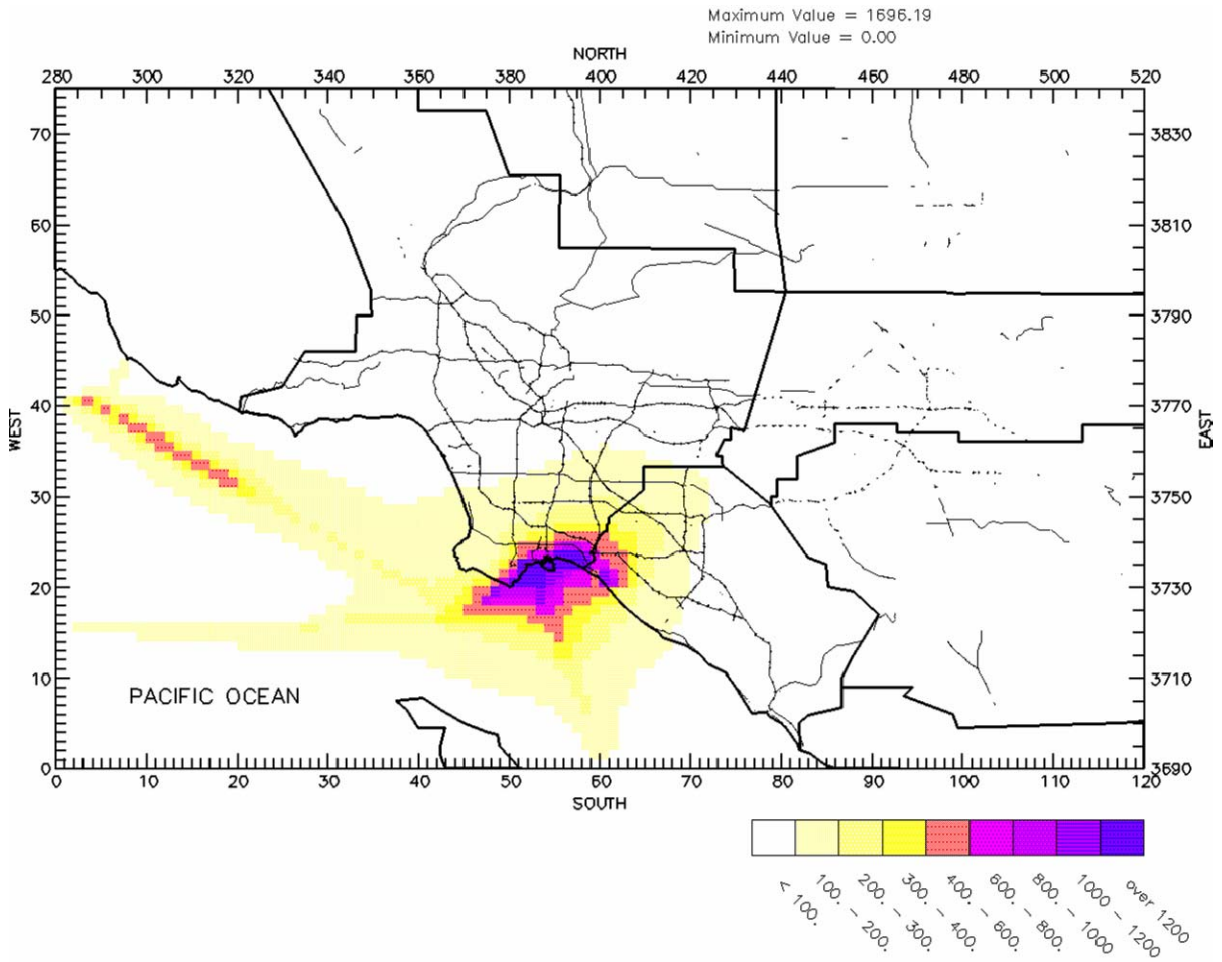 Maximum Value = 1696.19
Minimum Value = 0.00
NORTH
280 300 320 340 360 380 400 420 440 460 480 500 520
70 3830
60 3810
50 3790
40 3770
WEST EAST
30 3750
20 3730
10 3710
PACIFIC OCEAN
0 3690
0 10 20 30 40 50 60 70 80 90 100 110 120
SOUTH
< 100.
100. - 200.
200. - 300.
300. - 400.
400. - 600.
600. - 800.
800. - 1000
1000 - 1200
over 1200